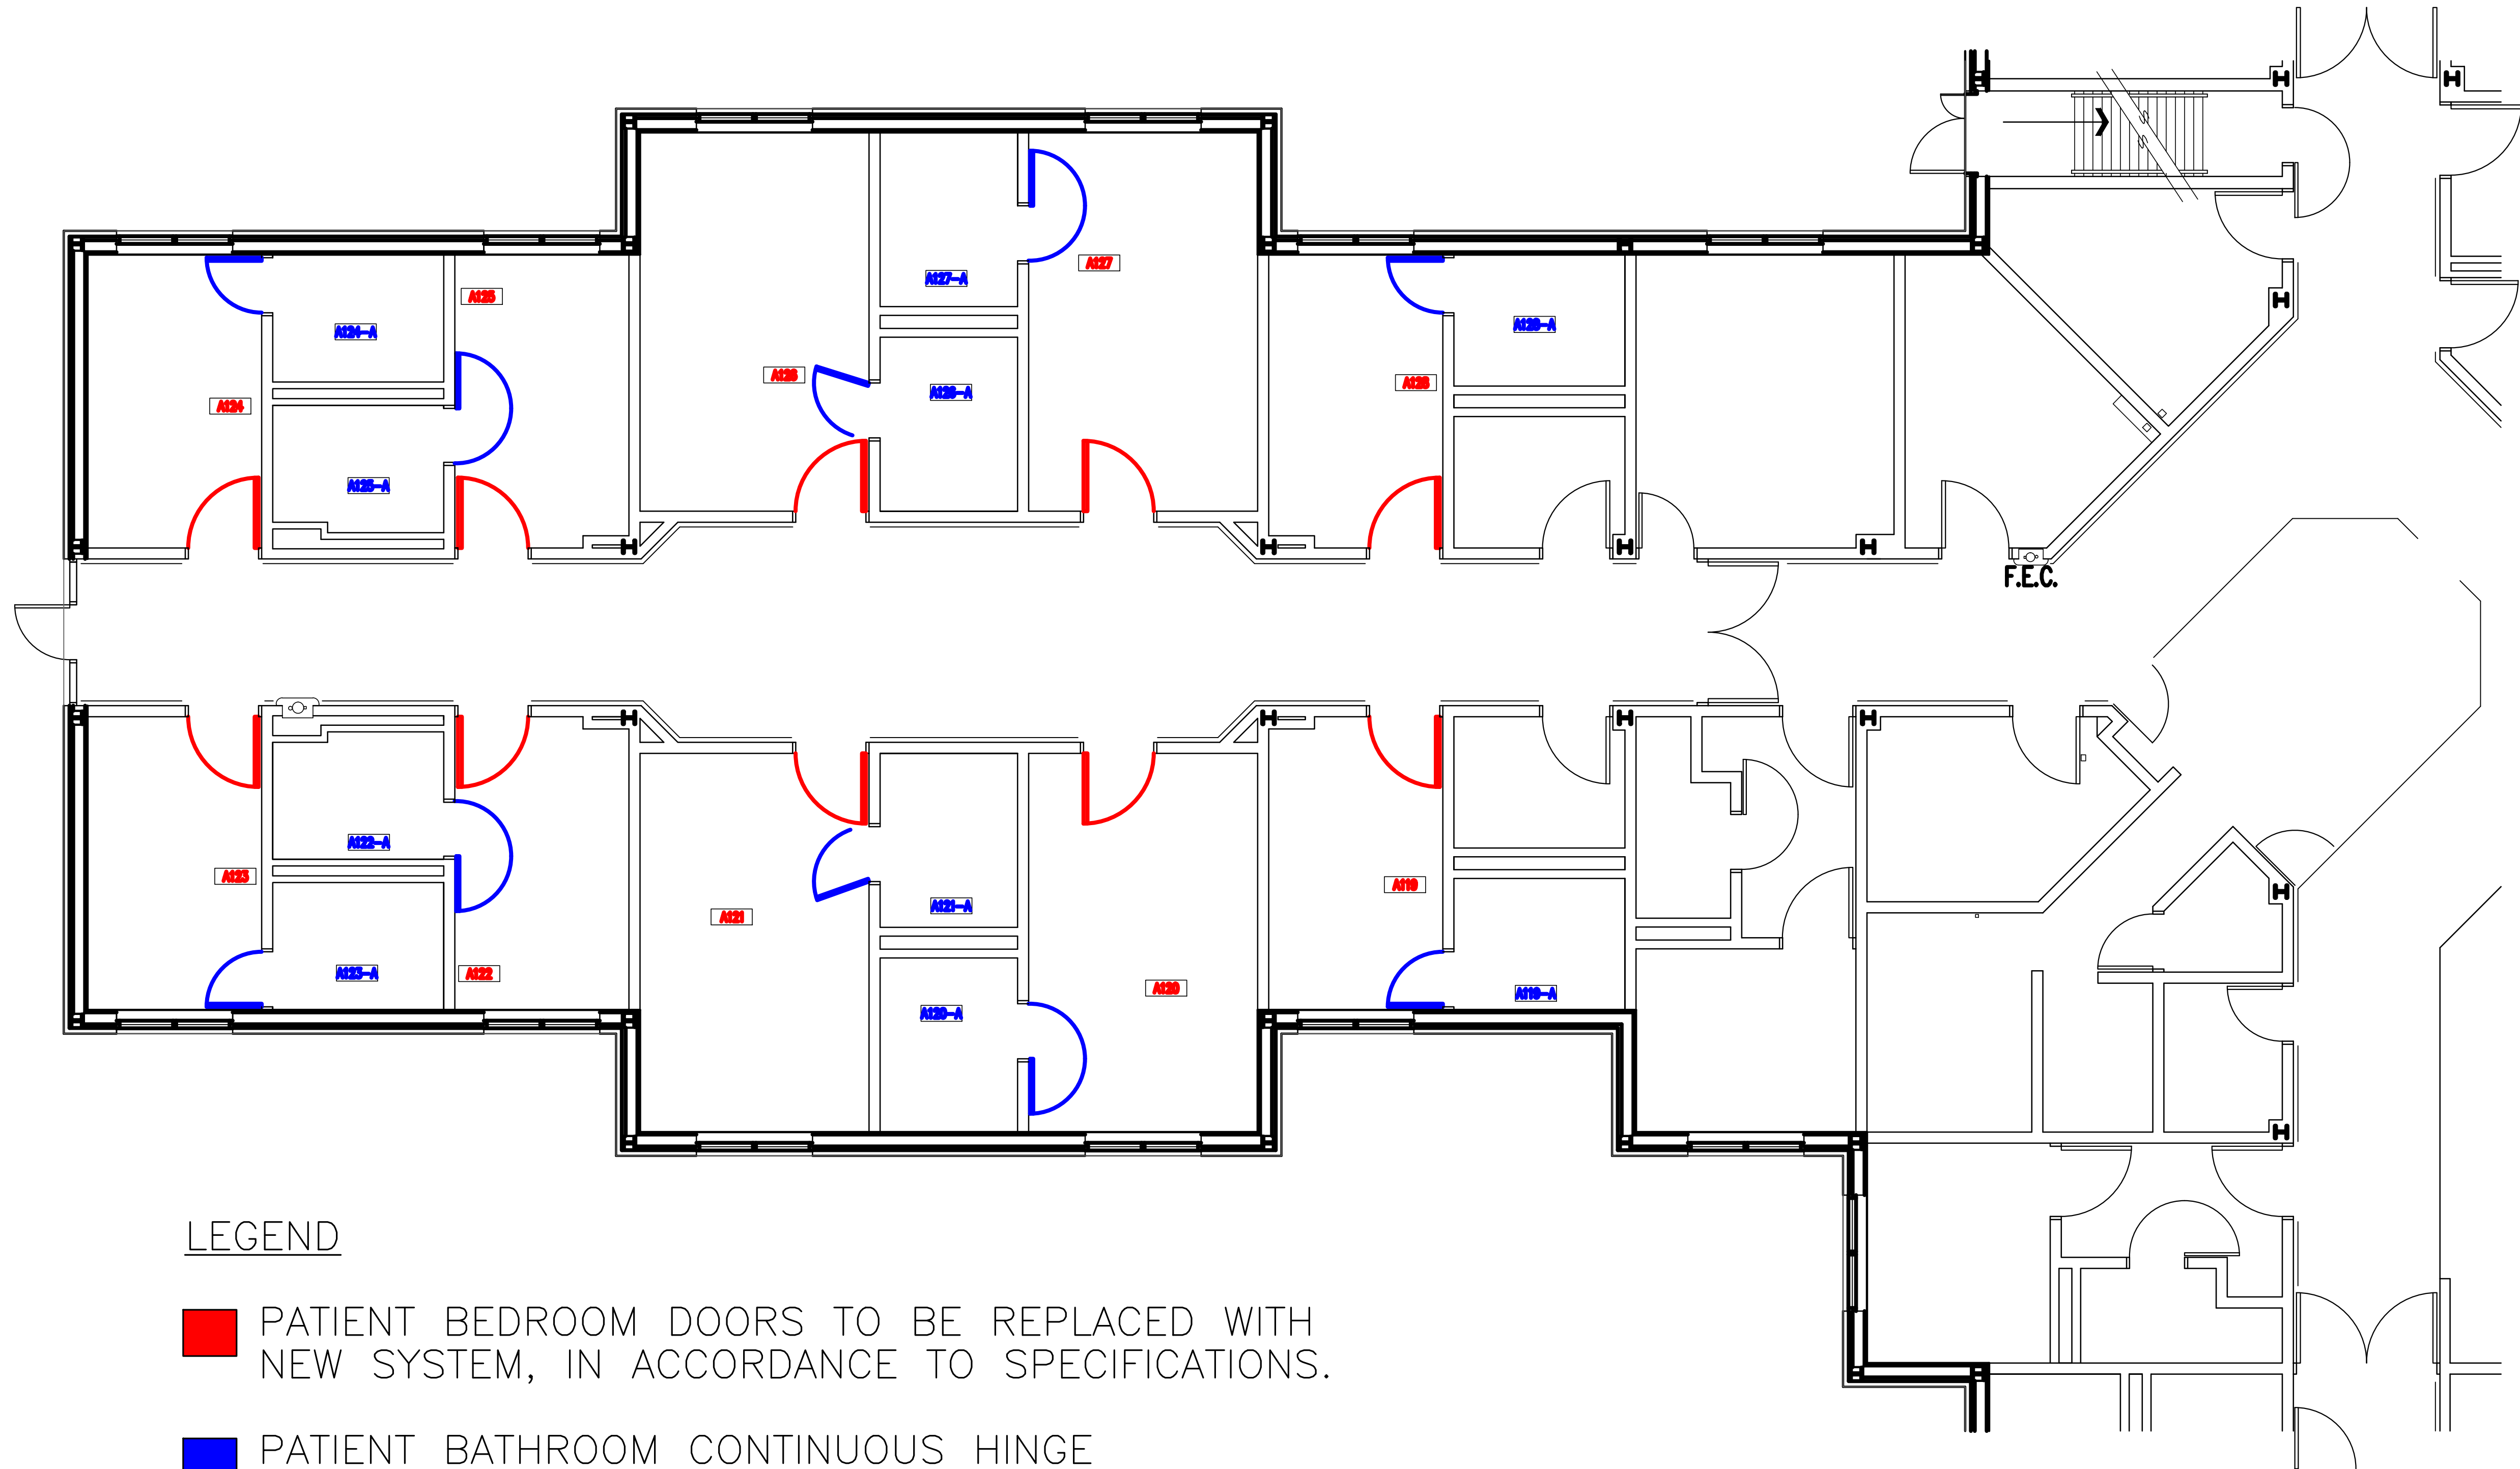 A127
A127-A
A125
A124-A
A128-A
A126
A128
A126-A
A124
A125-A
F.E.C.
A122-A
A123
A119
A121-A
A121
A123-A
A122
A120
A119-A
A120-A
LEGEND
PATIENT BEDROOM DOORS TO BE REPLACED WITH
NEW SYSTEM, IN ACCORDANCE TO SPECIFICATIONS.
PATIENT BATHROOM CONTINUOUS HINGE